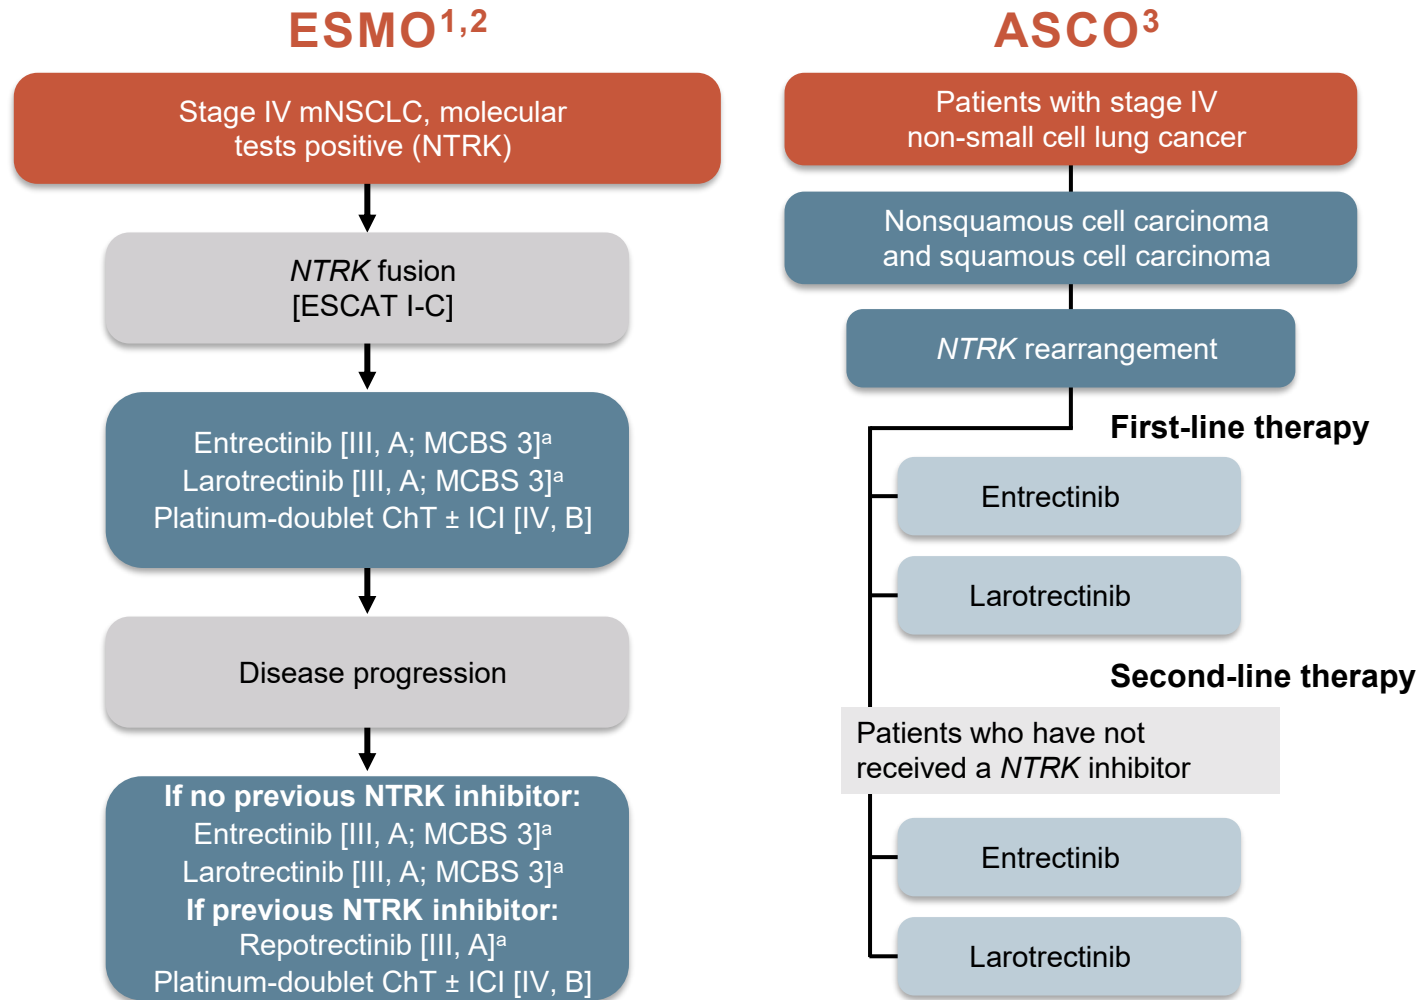 ESMO1,2
Stage IV mNSCLC, molecular
tests positive (NTRK)
NTRK fusion
[ESCAT I-C]
Entrectinib [III, A; MCBS 3]a
Larotrectinib [III, A; MCBS 3]a
Platinum-doublet ChT ± ICI [IV, B]
Disease progression
If no previous NTRK inhibitor:
Entrectinib [III, A; MCBS 3]a
Larotrectinib [III, A; MCBS 3]a
If previous NTRK inhibitor:
Repotrectinib [III, A]a
Platinum-doublet ChT ± ICI [IV, B]
ASCO3
Patients with stage IV
non-small cell lung cancer
Nonsquamous cell carcinoma
and squamous cell carcinoma
NTRK rearrangement
First-line therapy
Entrectinib
Larotrectinib
Second-line therapy
Patients who have not
received a NTRK inhibitor
Entrectinib
Larotrectinib